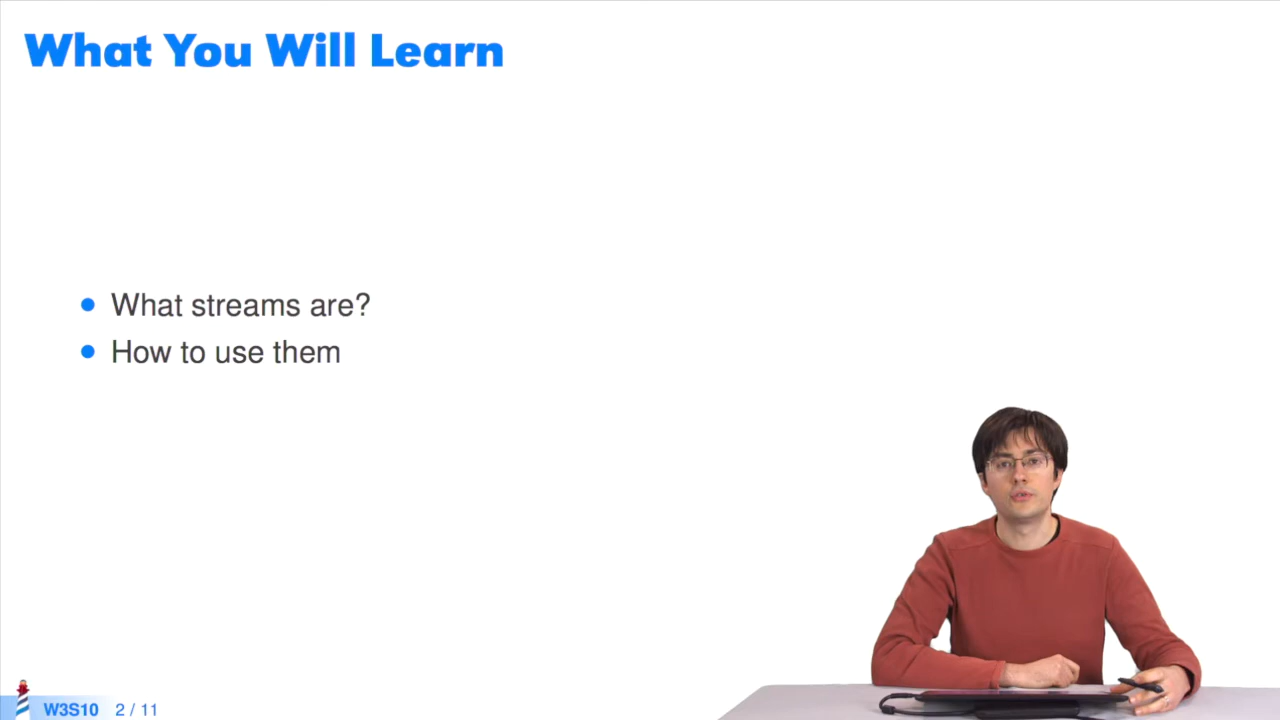 What You Will Learn
What streams are?
How to use them
W3S10 2 / 11